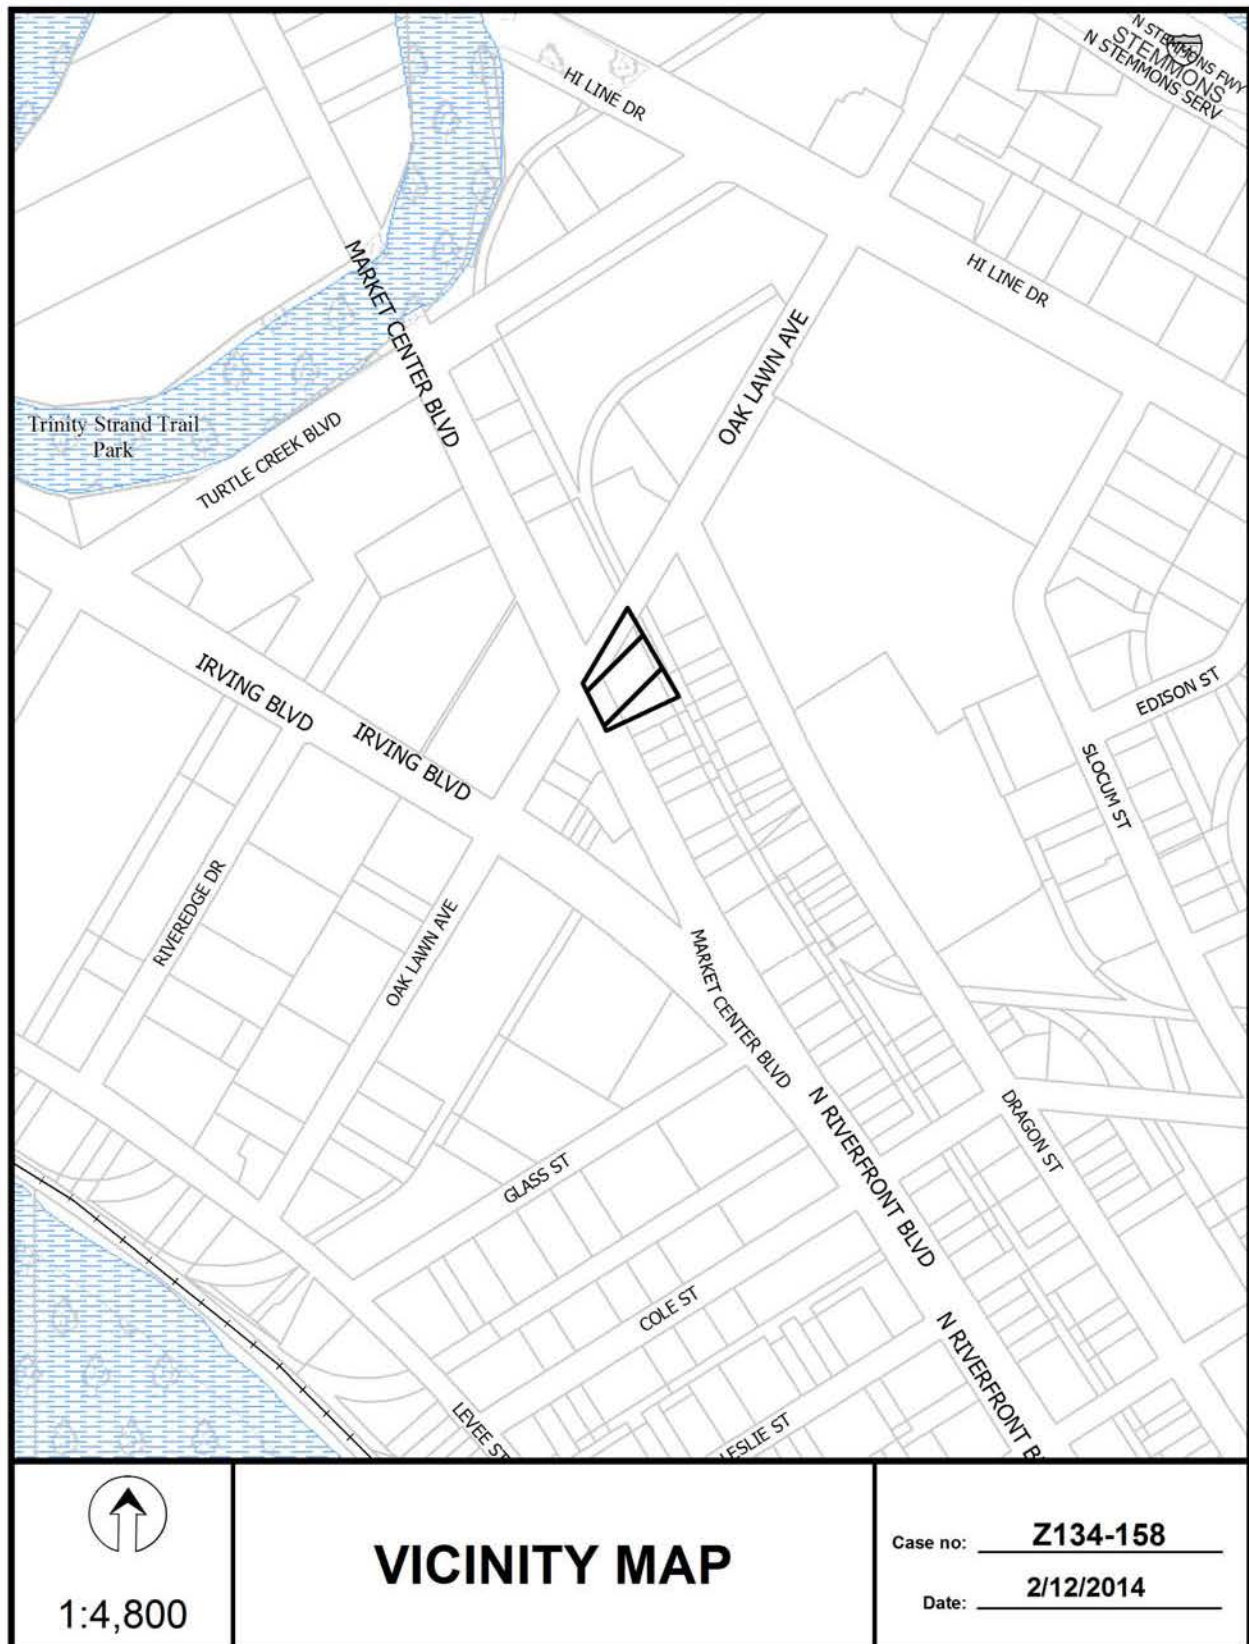 N STEMMONS FWY
STEMMONS
N STEMMONS SERV
HI LINE DR
MARKET CENTER BLVD
HI LINE DR
OAK LAWN AVE
Trinity Strand Trail
Park
TURTLE CREEK BLVD
IRVING BLVD
IRVING BLVD
EDISON ST
SLOCUM ST
RIVEREDGE DR
OAK LAWN AVE
MARKET CENTER BLVD
N RIVERFRONT BLVD
DRAGON ST
GLASS ST
COLE ST
N RIVERFRONT B
LEVEE ST
LESLIE ST
1:4,800
VICINITY MAP
Case no: Z134-158
Date: 2/12/2014